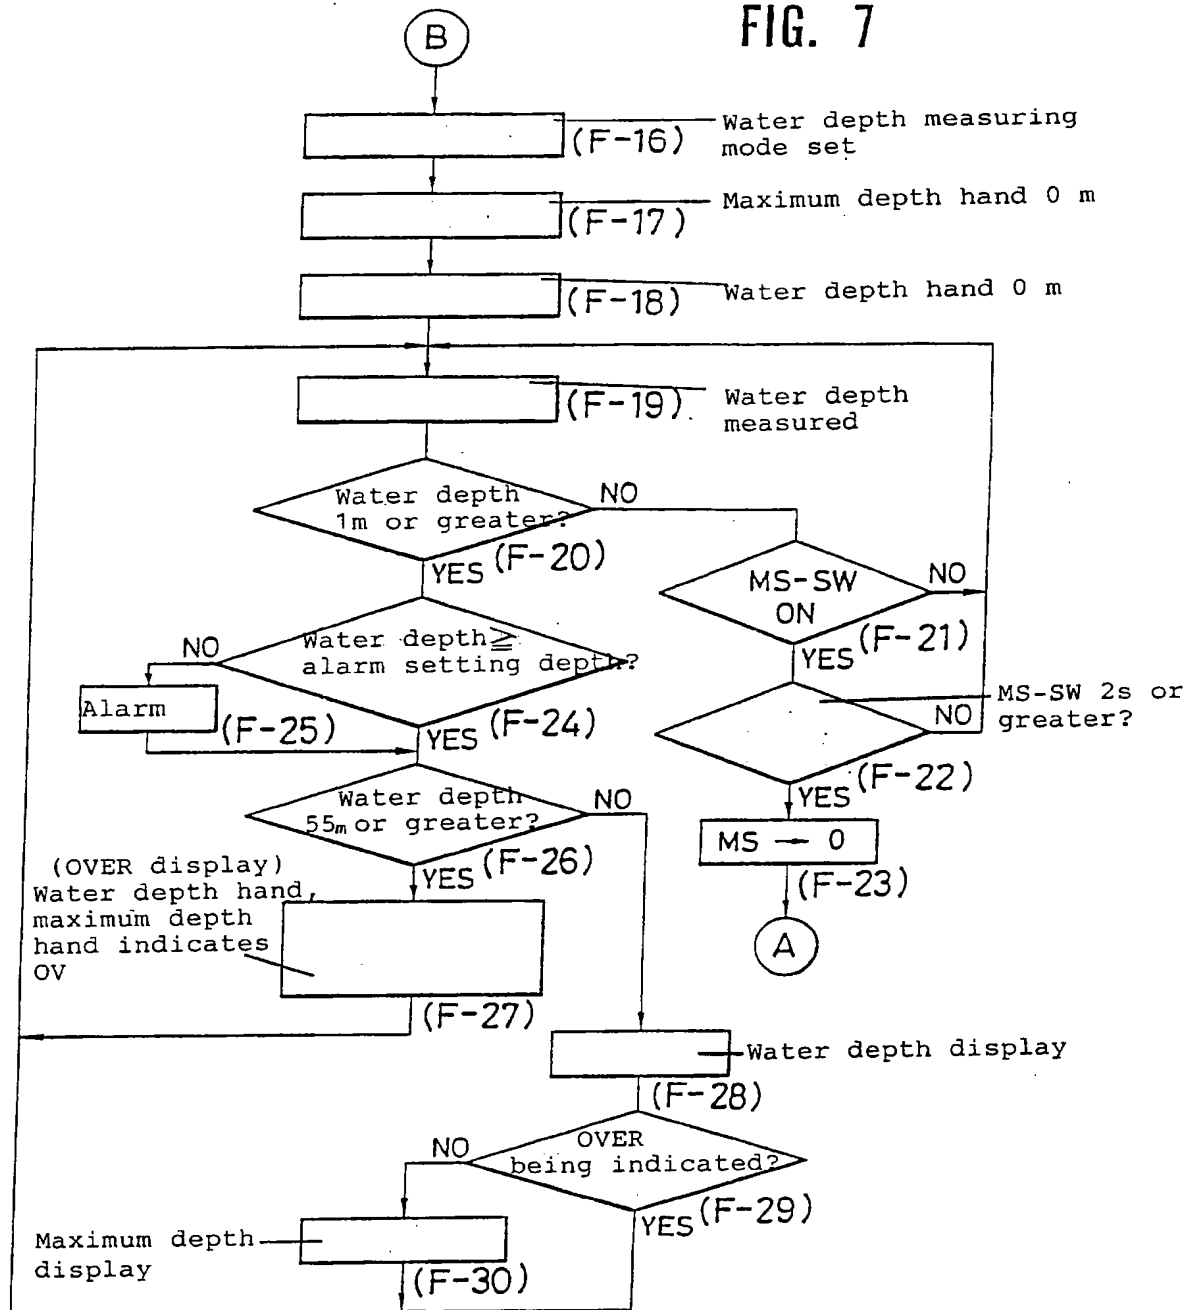 FIG. 7
B
(F-16)
Water depth measuring
mode set
(F-17)
Maximum depth hand 0 m
(F-18)
Water depth hand 0 m
(F-19)
Water depth
measured
Water depth
1m or greater?
NO
YES
(F-20)
MS-SW
ON
NO
YES
(F-21)
Water depth≧
alarm setting depth?
NO
YES
(F-24)
Alarm
(F-25)
MS-SW 2s or
greater?
NO
YES
(F-22)
Water depth
55m or greater?
NO
YES
(F-26)
MS → 0
(F-23)
A
(OVER display)
Water depth hand,
maximum depth
hand indicates
OV
(F-27)
Water depth display
(F-28)
OVER
being indicated?
NO
YES
(F-29)
Maximum depth
display
(F-30)